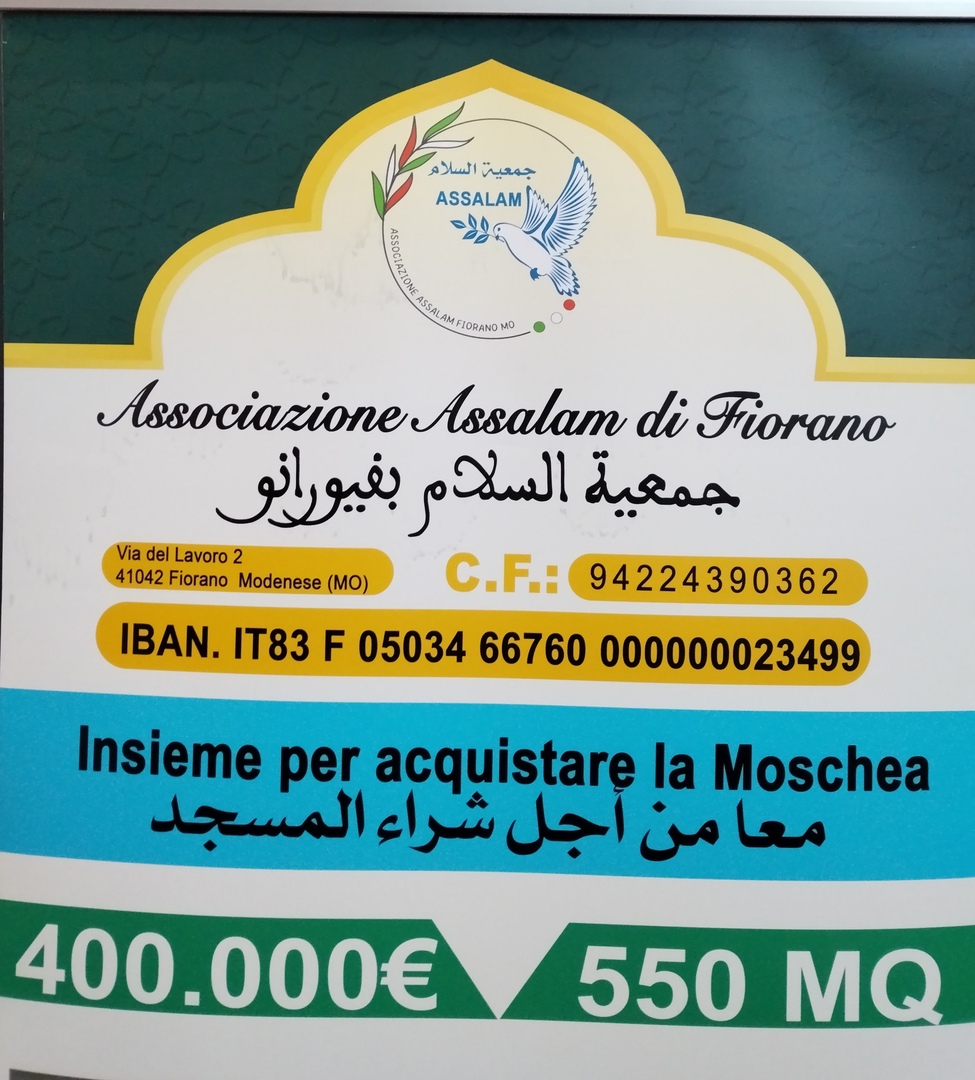 جمعية السلام
ASSALAM
ASSOCIAZIONE ASSALAM FIORANO MO
Associazione Assalam di Fiorano
جمعية السلام بفيورانو
Via del Lavoro 2
41042 Fiorano Modenese (MO)
C.F.: 94224390362
IBAN. IT83 F 05034 66760 000000023499
Insieme per acquistare la Moschea
معا من أجل شراء المسجد
400.000€ 550 MQ